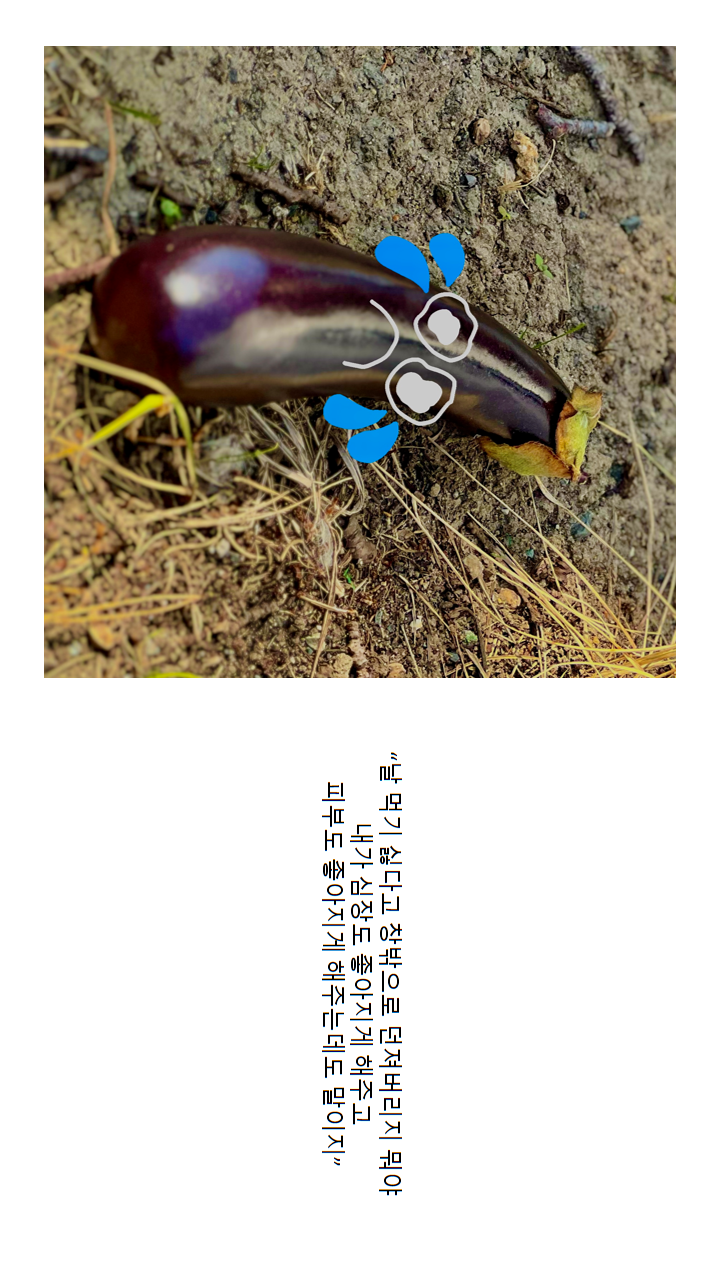 “날 먹기 싫다고 창밖으로 던져버리지 뭐야
내가 심장도 좋아지게 해주고
피부도 좋아지게 해주는데도 말이지”